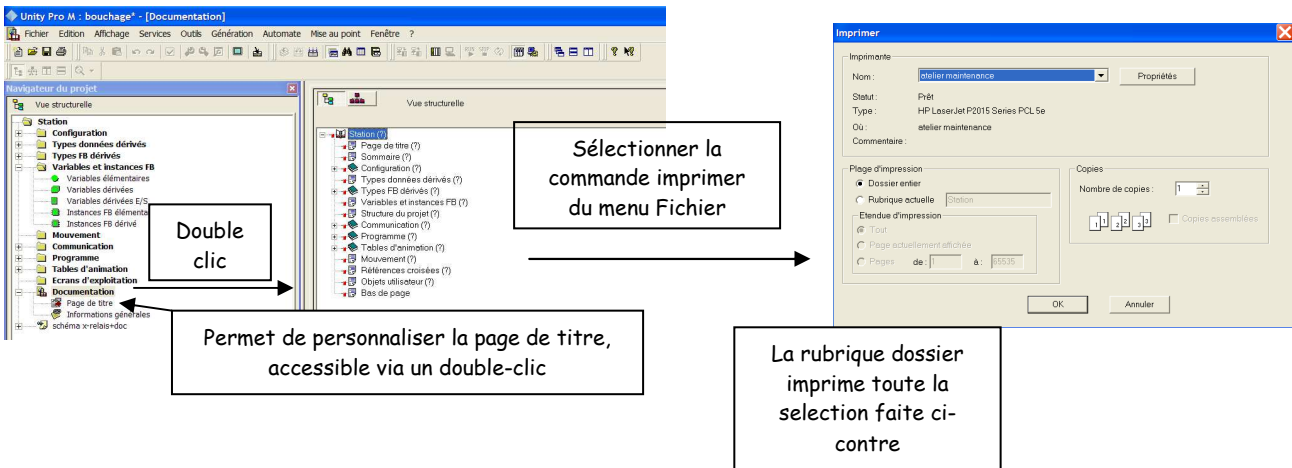 Unity Pro M : bouchage* - [Documentation]
Fichier Edition Affichage Services Outils Génération Automate Mise au point Fenêtre ?
Navigateur du projet
Vue structurelle
Station
Configuration
Types données dérivés
Types FB dérivés
Variables et instances FB
Variables élémentaires
Variables dérivées
Variables dérivées E/S
Instances FB élémenta
Instances FB dérivé
Mouvement
Communication
Programme
Tables d'animation
Ecrans d'exploitation
Documentation
Page de titre
Informations générales
schéma x-relais+doc
Double
clic
Vue structurelle
Station (?)
Page de titre (?)
Sommaire (?)
Configuration (?)
Types données dérivés (?)
Types FB dérivés (?)
Variables et instances FB (?)
Structure du projet (?)
Communication (?)
Programme (?)
Tables d'animation (?)
Mouvement (?)
Références croisées (?)
Objets utilisateur (?)
Bas de page
Permet de personnaliser la page de titre,
accessible via un double-clic
Sélectionner la
commande imprimer
du menu Fichier
Imprimer
Imprimante
Nom : atelier maintenance Propriétés
Statut : Prêt
Type : HP LaserJet P2015 Series PCL 5e
Où : atelier maintenance
Commentaire :
Plage d'impression
Dossier entier
Rubrique actuelle Station
Etendue d'impression
Tout
Page actuellement affichée
Pages de : 1 à : 65535
Copies
Nombre de copies : 1
1 1 2 2 3 3 Copies assemblées
OK Annuler
La rubrique dossier
imprime toute la
selection faite ci-
contre